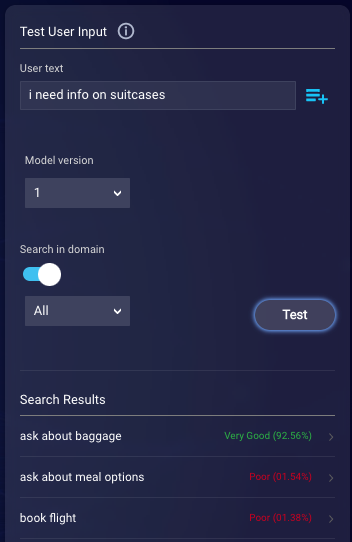 Test User Input
User text
i need info on suitcases
Model version
1
Search in domain
All
Test
Search Results
ask about baggage Very Good (92.56%)
ask about meal options Poor (01.54%)
book flight Poor (01.36%)